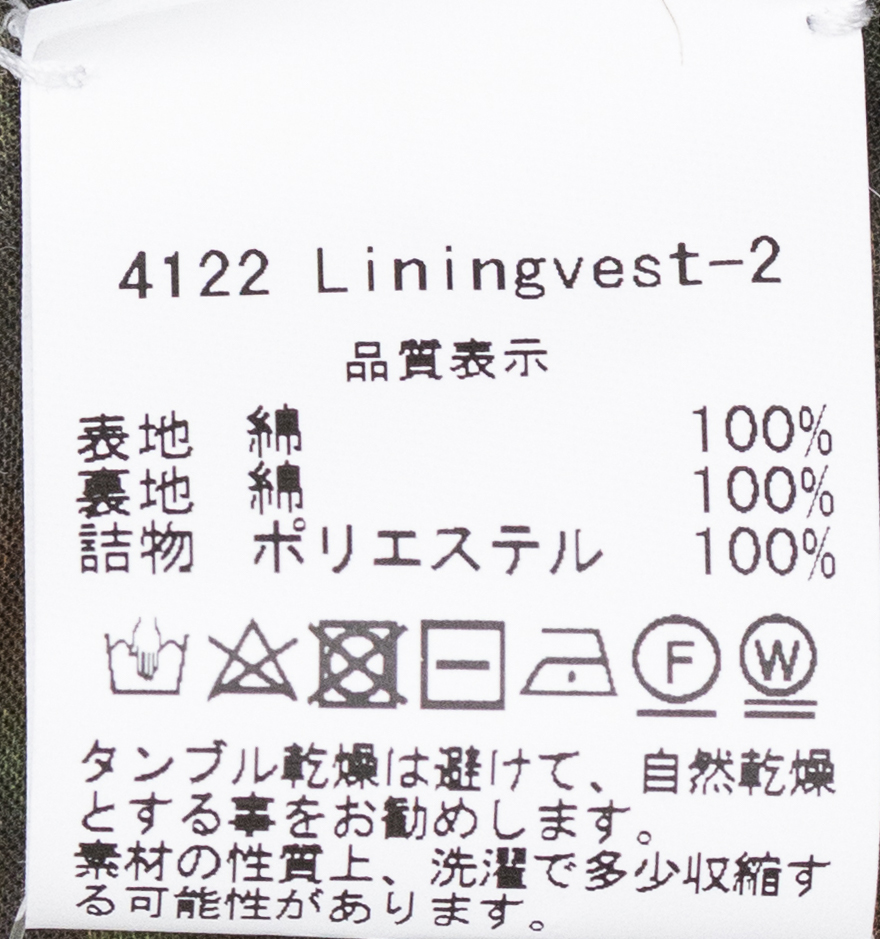 4122 Liningvest-2
品質表示
表地 綿 100%
裏地 綿 100%
詰物 ポリエステル 100%
F W
タンブル乾燥は避けて、自然乾燥
とする事をお勧めします。
素材の性質上、洗濯で多少収縮す
る可能性があります。